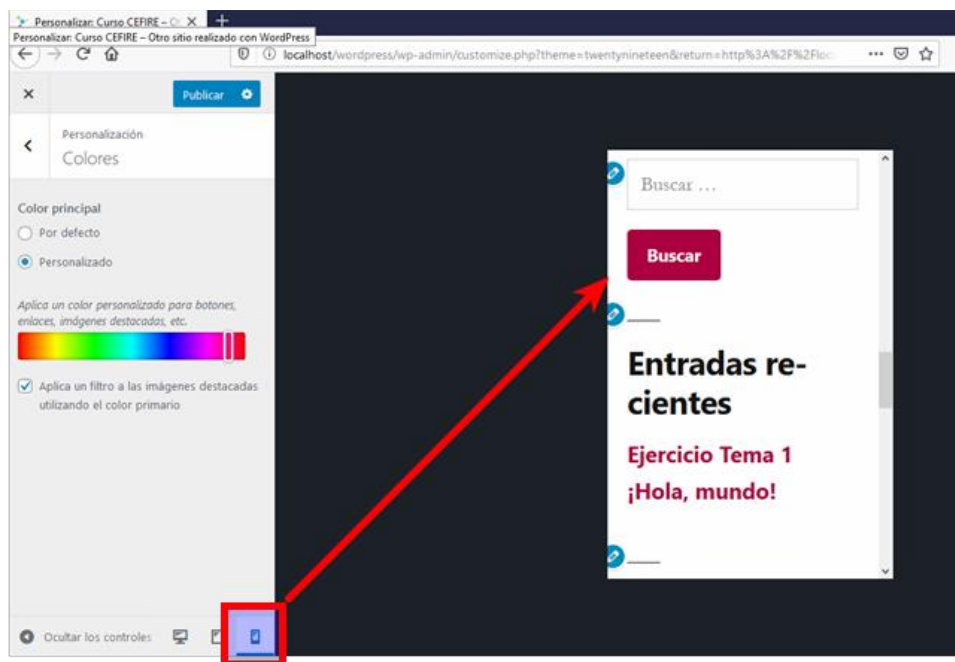 Personalizar: Curso CEFIRE – O
Personalizar: Curso CEFIRE – Otro sitio realizado con WordPress
localhost/wordpress/wp-admin/customize.php?theme=twentynineteen&return=http%3A%2F%2Floc
Publicar
Personalización
Colores
Color principal
Por defecto
Personalizado
Aplica un color personalizado para botones,
enlaces, imágenes destacadas, etc.
Aplica un filtro a las imágenes destacadas
utilizando el color primario
Ocultar los controles
Buscar …
Buscar
Entradas re-
cientes
Ejercicio Tema 1
¡Hola, mundo!